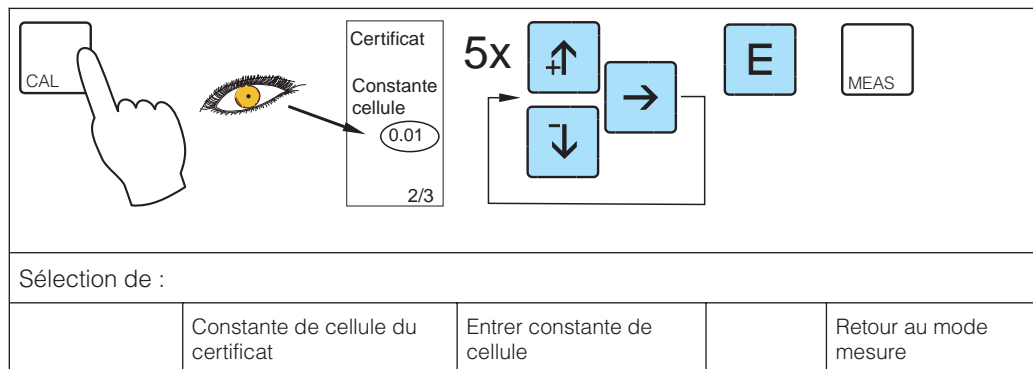 CAL
Certificat
Constante
cellule
0.01
2/3
5x
+
-
E
MEAS
Sélection de :
Constante de cellule du
certificat
Entrer constante de
cellule
Retour au mode
mesure